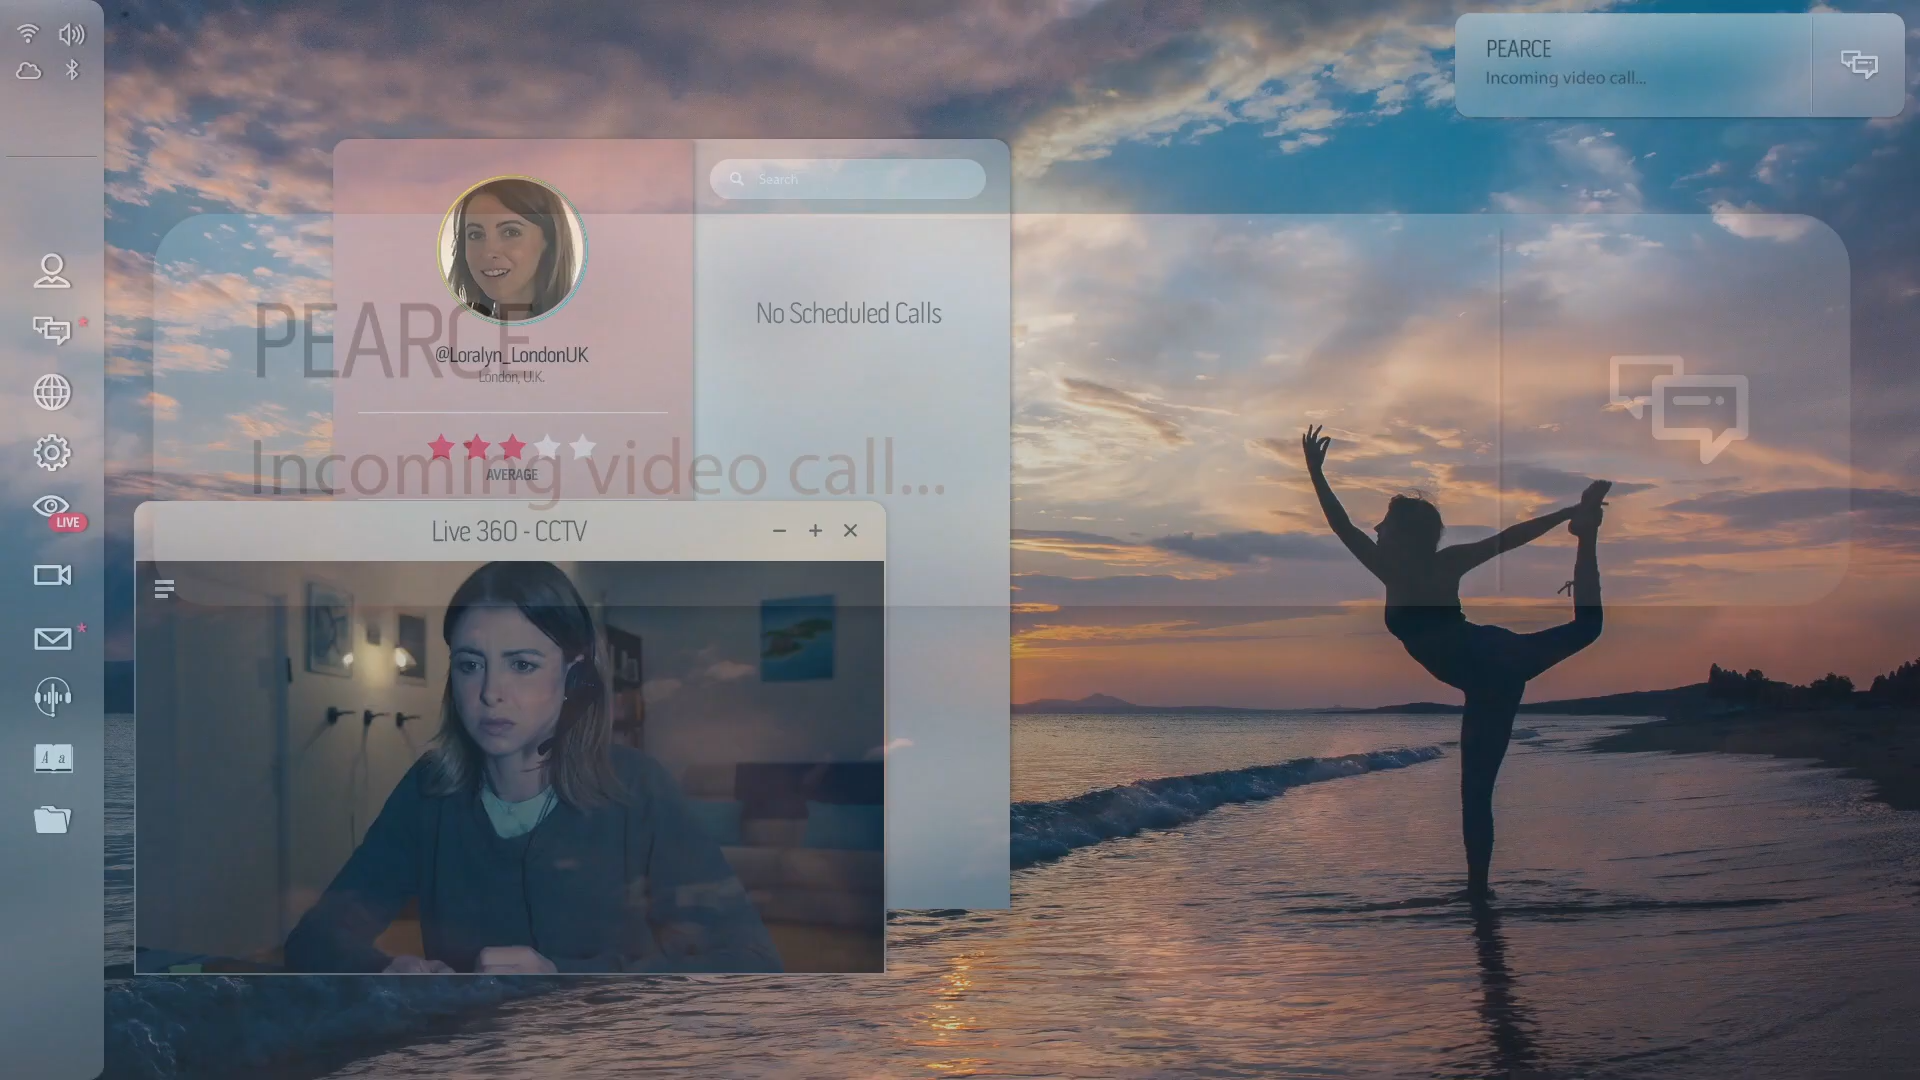 PEARCE
Incoming video call...
Search
No Scheduled Calls
PEARCE
@Loralyn_LondonUK
London, U.K.
AVERAGE
Incoming video call...
LIVE
Live 360 - CCTV
A a